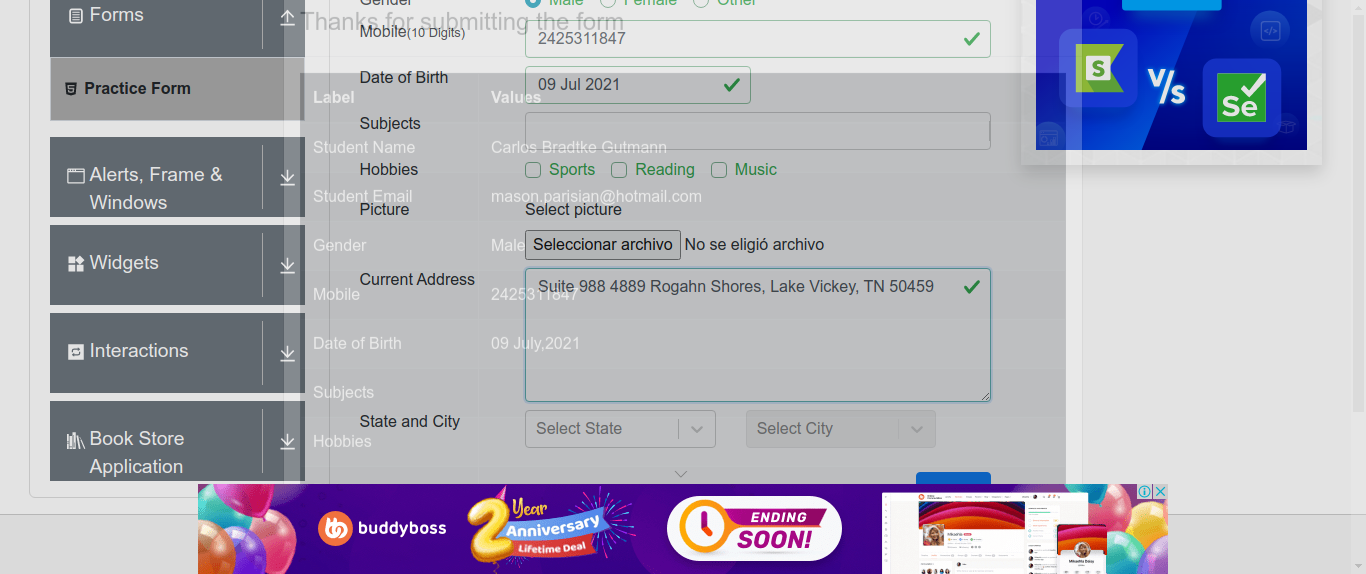 Forms
Practice Form
Alerts, Frame &
Windows
Widgets
Interactions
Book Store
Application
Thanks for submitting the form
Gender Male Female Other
Mobile(10 Digits) 2425311847
Date of Birth 09 Jul 2021
Label Values
Subjects
Student Name Carlos Bradtke Gutmann
Hobbies Sports Reading Music
Student Email mason.parisian@hotmail.com
Picture Select picture
Gender Male
Seleccionar archivo No se eligió archivo
Current Address Suite 988 4889 Rogahn Shores, Lake Vickey, TN 50459
Mobile 2425311847
Date of Birth 09 July,2021
Subjects
State and City Select State Select City
Hobbies
S V/s Se
buddyboss
2 Year
Anniversary
Lifetime Deal
ENDING
SOON!